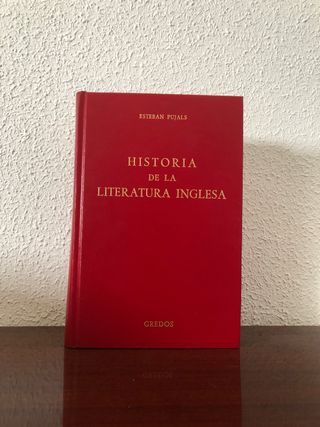 ESTEBAN PUJALS
HISTORIA
DE LA
LITERATURA INGLESA
GREDOS